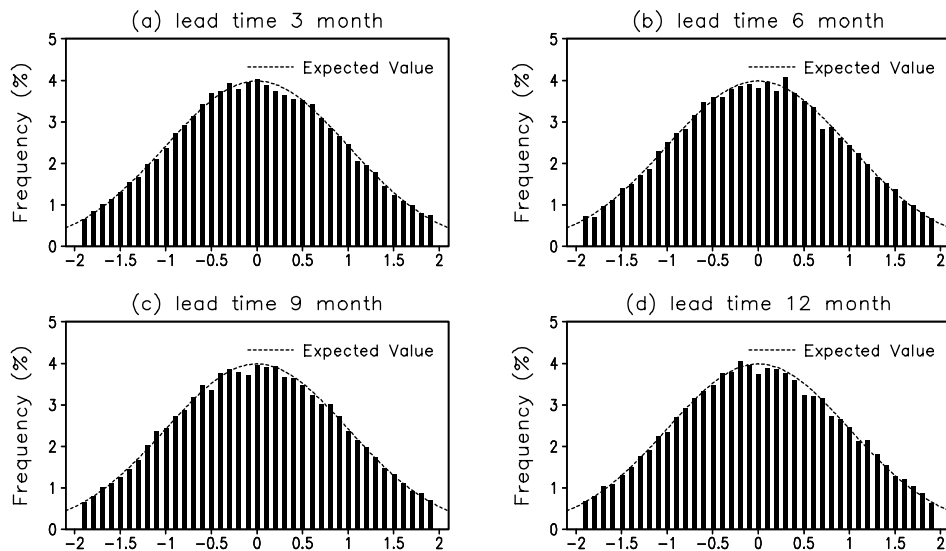 (a) lead time 3 month
(b) lead time 6 month
5
4
3
2
1
0
Frequency (%)
Expected Value
-2 -1.5 -1 -0.5 0 0.5 1 1.5 2
5
4
3
2
1
0
Frequency (%)
Expected Value
-2 -1.5 -1 -0.5 0 0.5 1 1.5 2
(c) lead time 9 month
(d) lead time 12 month
5
4
3
2
1
0
Frequency (%)
Expected Value
-2 -1.5 -1 -0.5 0 0.5 1 1.5 2
5
4
3
2
1
0
Frequency (%)
Expected Value
-2 -1.5 -1 -0.5 0 0.5 1 1.5 2